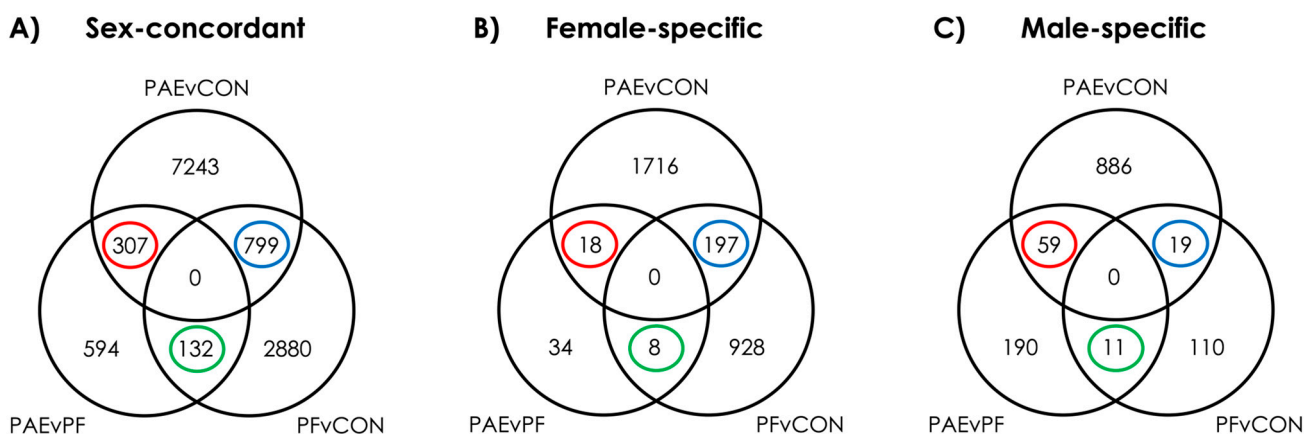 A) Sex-concordant
PAEvCON
7243
307
799
0
594
132
2880
PAEvPF
PFvCON
B) Female-specific
PAEvCON
1716
18
197
0
34
8
928
PAEvPF
PFvCON
C) Male-specific
PAEvCON
886
59
19
0
190
11
110
PAEvPF
PFvCON